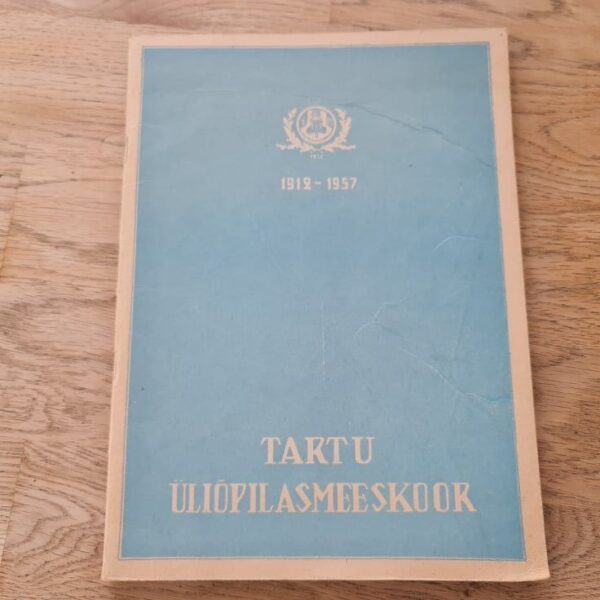 1912 - 1957
TARTU
ÜLIÕPILASMEESKOOR